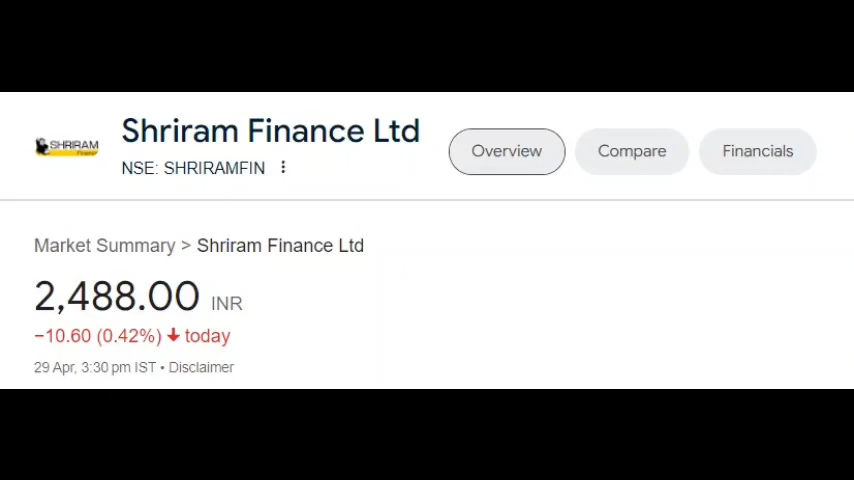 SHRIRAM
Finance
Shriram Finance Ltd
NSE: SHRIRAMFIN
Overview
Compare
Financials
Market Summary > Shriram Finance Ltd
2,488.00 INR
−10.60 (0.42%) ↓ today
29 Apr, 3:30 pm IST • Disclaimer